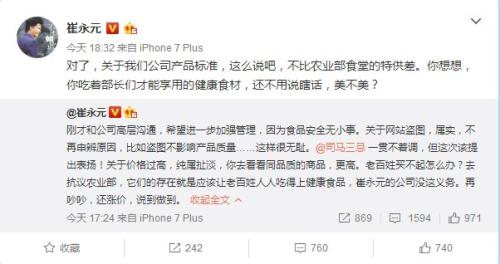 崔永元
今天 18:32 来自 iPhone 7 Plus
对了，关于我们公司产品标准，这么说吧，不比农业部食堂的特供差。你想想，
你吃着部长们才能享用的健康食材，还不用说瞎话，美不美？
@崔永元
刚才和公司高层沟通，希望进一步加强管理，因为食品安全无小事。关于网站盗图，属实，不
再申辨原因，比如盗图不影响产品质量……这样很无耻。@司马三忌 一贯不着调，但这次该提
出表扬！关于价格过高，纯属扯淡，你去看看同品质的商品，更高。老百姓买不起怎么办？去
抗议农业部，它们的存在就是应该让老百姓人人吃得上健康食品，崔永元的公司没这义务。再
吵吵，还涨价，说到做到。 收起全文
今天 17:24 来自 iPhone 7 Plus 869 1594 971
收藏 242 760 740